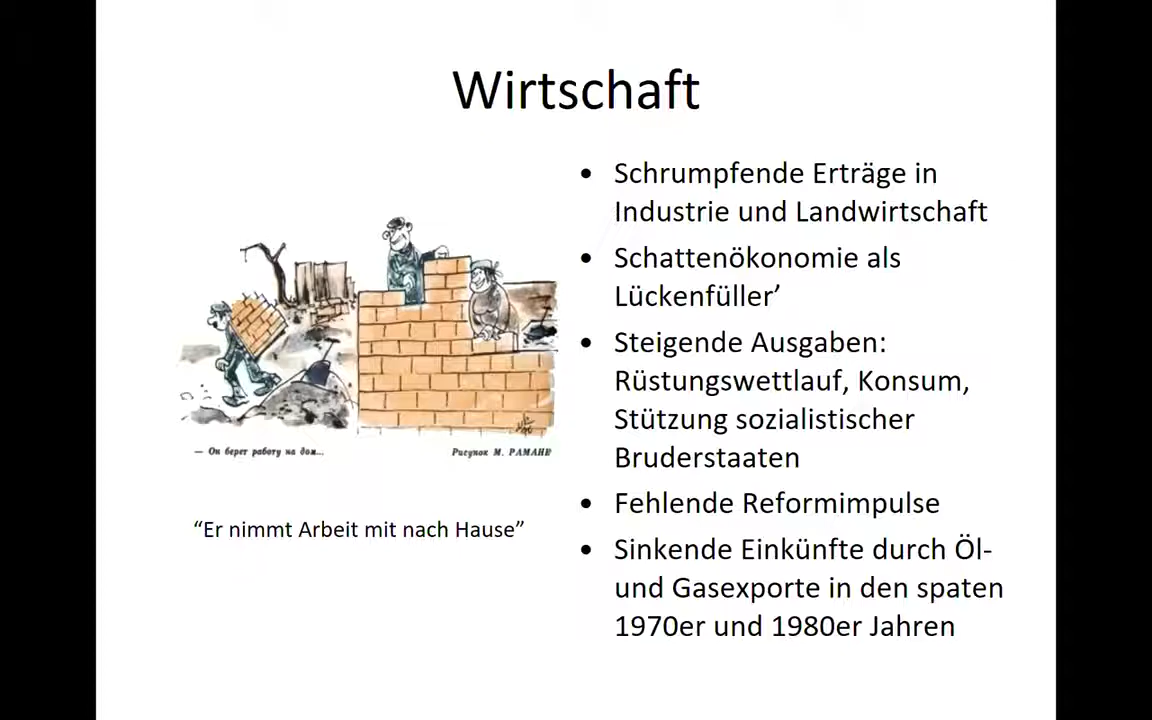 Wirtschaft
— Он берет работу на дом...
Рисунок М. РАМАНЕ
“Er nimmt Arbeit mit nach Hause”
• Schrumpfende Erträge in
Industrie und Landwirtschaft
• Schattenökonomie als
Lückenfüller’
• Steigende Ausgaben:
Rüstungswettlauf, Konsum,
Stützung sozialistischer
Bruderstaaten
• Fehlende Reformimpulse
• Sinkende Einkünfte durch Öl-
und Gasexporte in den spaten
1970er und 1980er Jahren